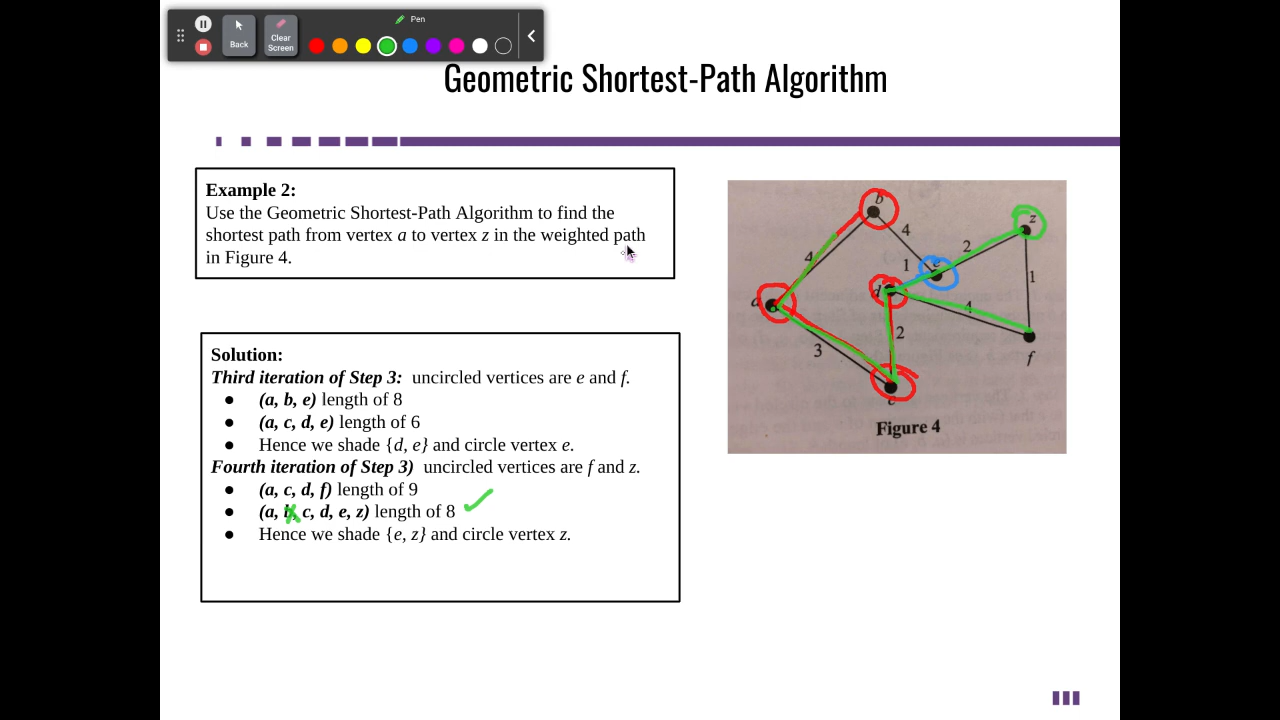 Pen
Back
Clear
Screen
Geometric Shortest-Path Algorithm
Example 2:
Use the Geometric Shortest-Path Algorithm to find the
shortest path from vertex a to vertex z in the weighted path
in Figure 4.
Solution:
Third iteration of Step 3: uncircled vertices are e and f.
● (a, b, e) length of 8
● (a, c, d, e) length of 6
● Hence we shade {d, e} and circle vertex e.
Fourth iteration of Step 3) uncircled vertices are f and z.
● (a, c, d, f) length of 9
● (a, b, c, d, e, z) length of 8
● Hence we shade {e, z} and circle vertex z.
b
z
4
2
4
1
e
a
d
1
4
2
3
f
c
Figure 4